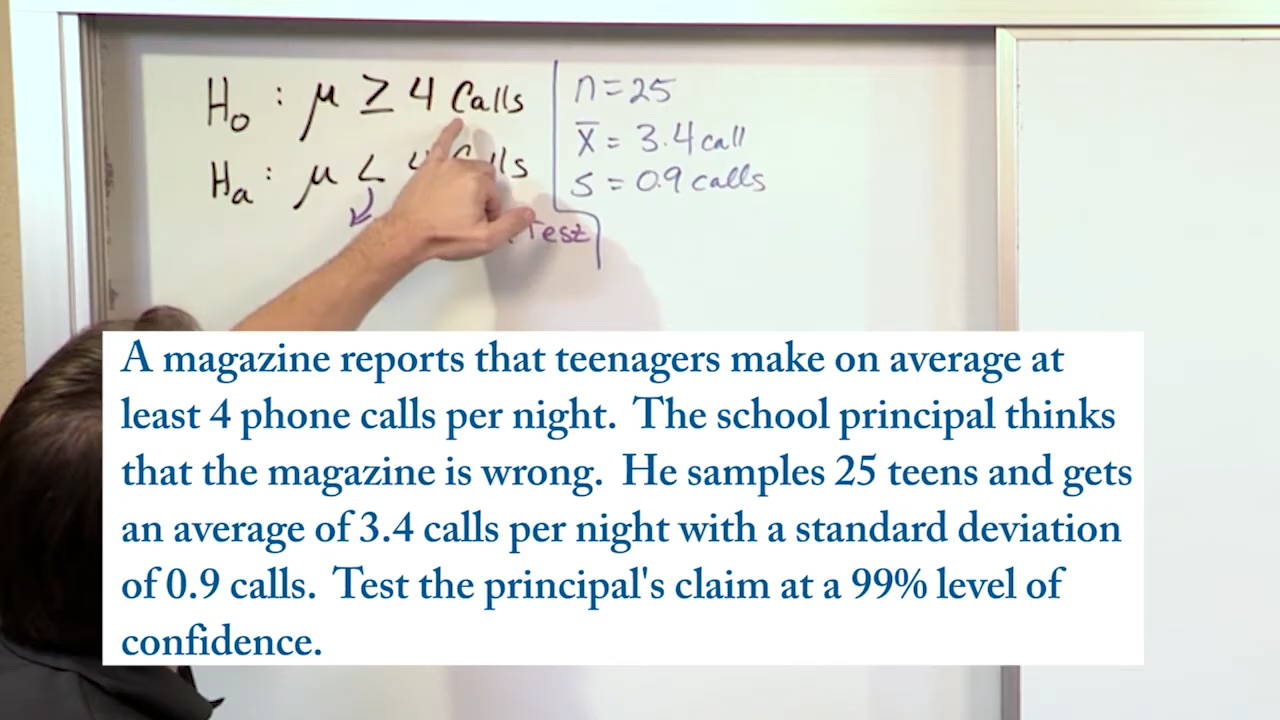 H₀ : μ ≥ 4 Calls
Hₐ : μ < 4 Calls
Test
n = 25
x̅ = 3.4 call
s = 0.9 calls
A magazine reports that teenagers make on average at
least 4 phone calls per night. The school principal thinks
that the magazine is wrong. He samples 25 teens and gets
an average of 3.4 calls per night with a standard deviation
of 0.9 calls. Test the principal's claim at a 99% level of
confidence.